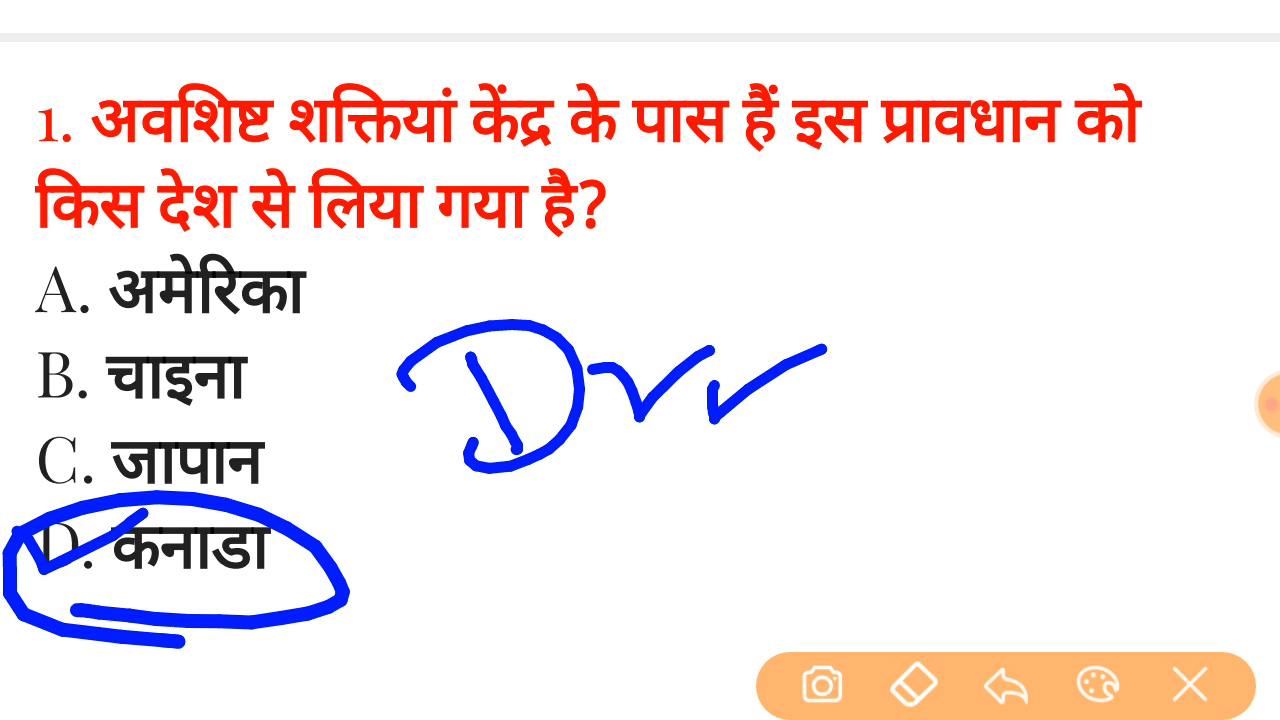 1. अवशिष्ट शक्तियां केंद्र के पास हैं इस प्रावधान को
किस देश से लिया गया है?
A. अमेरिका
B. चाइना
C. जापान
D. कनाडा
D